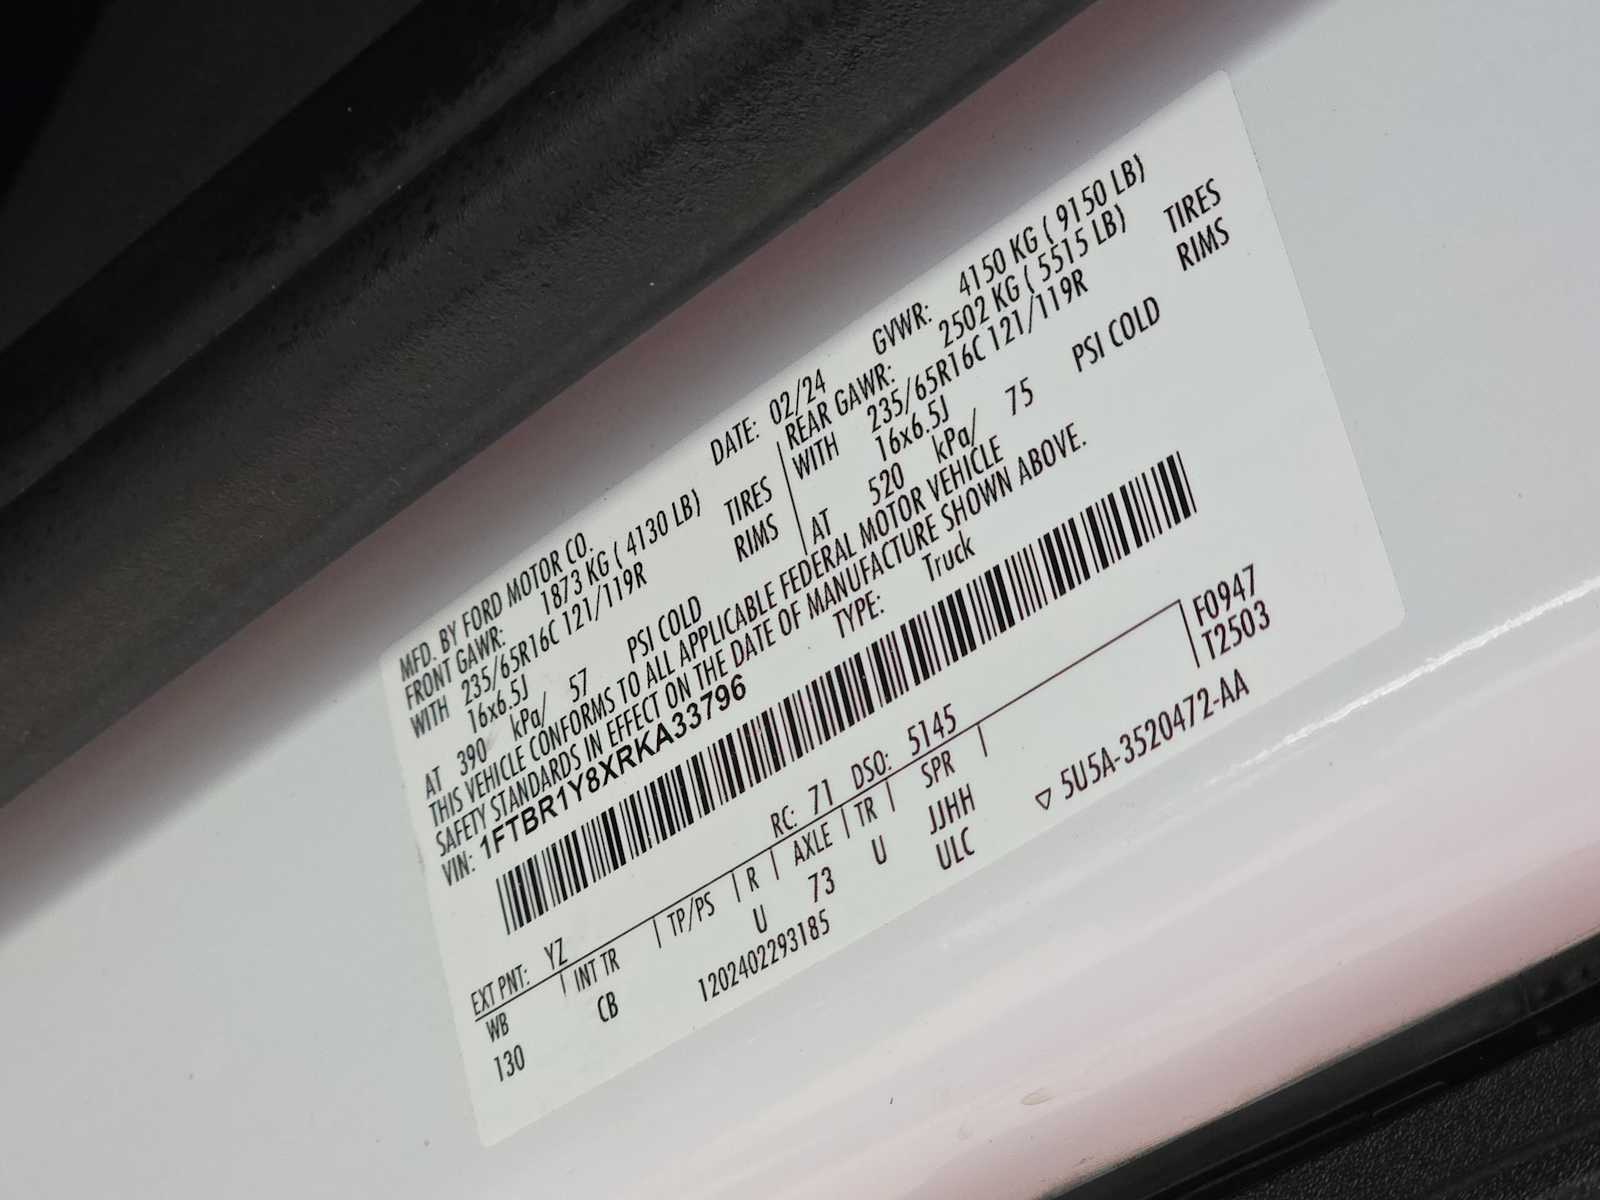 MFD. BY FORD MOTOR CO. DATE: 02/24 GVWR: 4150 KG ( 9150 LB)
FRONT GAWR: 1873 KG ( 4130 LB) REAR GAWR: 2502 KG ( 5515 LB)
WITH 235/65R16C 121/119R TIRES WITH 235/65R16C 121/119R TIRES
16x6.5J RIMS 16x6.5J RIMS
AT 390 kPa/ 57 PSI COLD AT 520 kPa/ 75 PSI COLD
THIS VEHICLE CONFORMS TO ALL APPLICABLE FEDERAL MOTOR VEHICLE
SAFETY STANDARDS IN EFFECT ON THE DATE OF MANUFACTURE SHOWN ABOVE.
VIN: 1FTBR1Y8XRKA33796 TYPE: Truck
EXT PNT: YZ RC: 71 DSO: 5145 F0947
WB INT TR TP/PS R AXLE TR SPR T2503
130 CB U 73 U JJHH
1202402293185 ULC ▽ 5U5A-3520472-AA